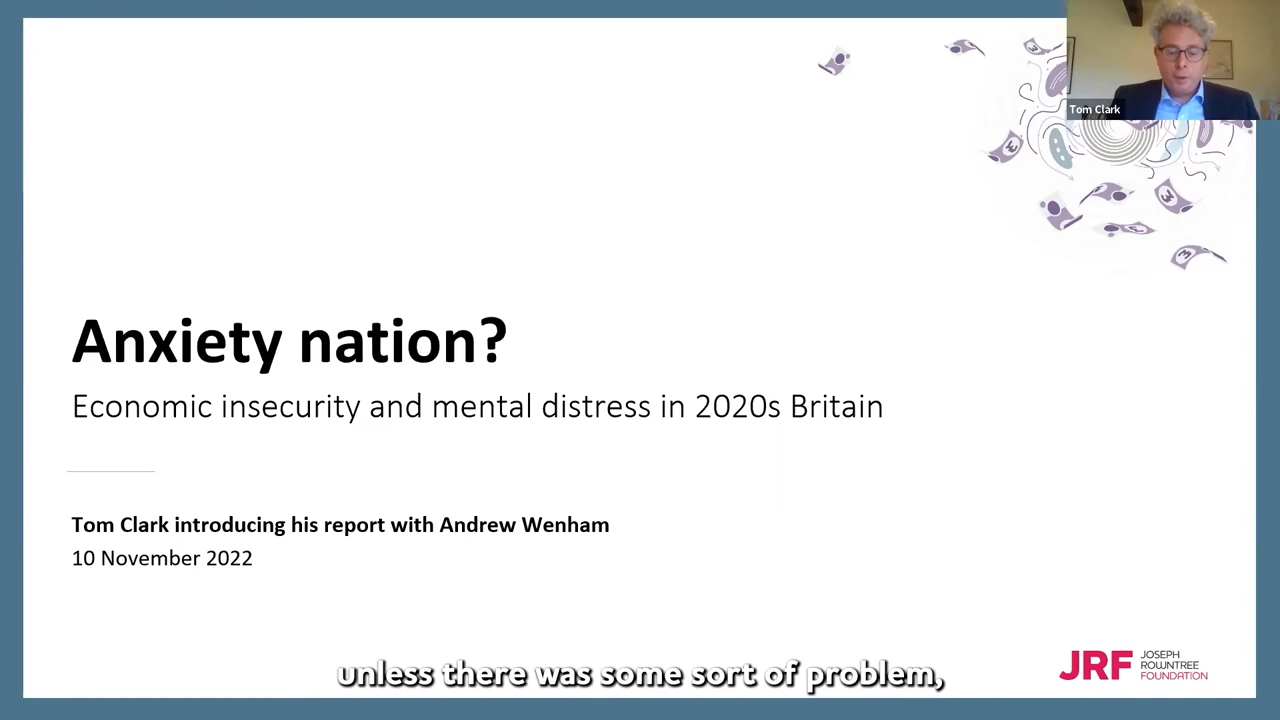 Tom Clark
Anxiety nation?
Economic insecurity and mental distress in 2020s Britain
Tom Clark introducing his report with Andrew Wenham
10 November 2022
JRF
JOSEPH
ROUNTREE
FOUNDATION
unless there was some sort of problem,